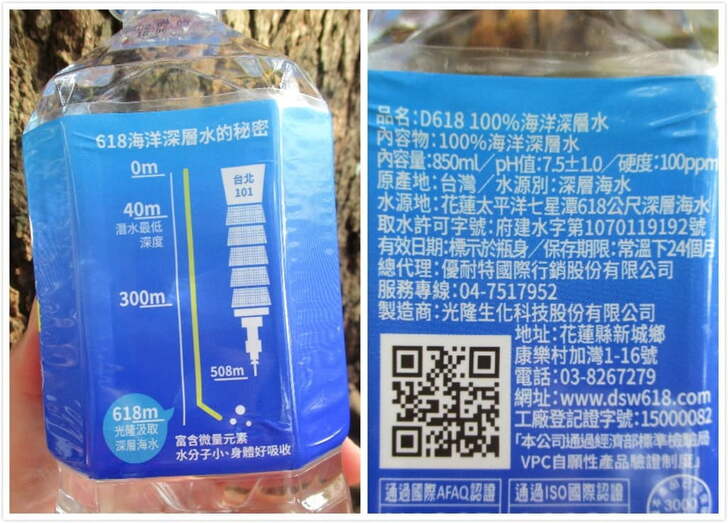 618海洋深層水的秘密
0m
台北
101
40m
潛水最低
深度
300m
508m
618m
光隆汲取
深層海水
富含微量元素
水分子小、身體好吸收
品名:D618 100%海洋深層水
內容物:100%海洋深層水
內容量:850mL/pH值:7.5±1.0/硬度:100ppm
原產地:台灣/水源別:深層海水
水源地:花蓮太平洋七星潭618公尺深層海水
取水許可字號:府建水字第1070119192號
有效日期:標示於瓶身/保存期限:常溫下24個月
總代理:優耐特國際行銷股份有限公司
服務專線:04-7517952
製造商:光隆生化科技股份有限公司
地址:花蓮縣新城鄉
康樂村加灣1-16號
電話:03-8267279
網址:www.dsw618.com
工廠登記證字號:15000082
「本公司通過經濟部標準檢驗局
VPC自願性產品驗證制度」
通過國際AFAQ認證
通過ISO國際認證
3000